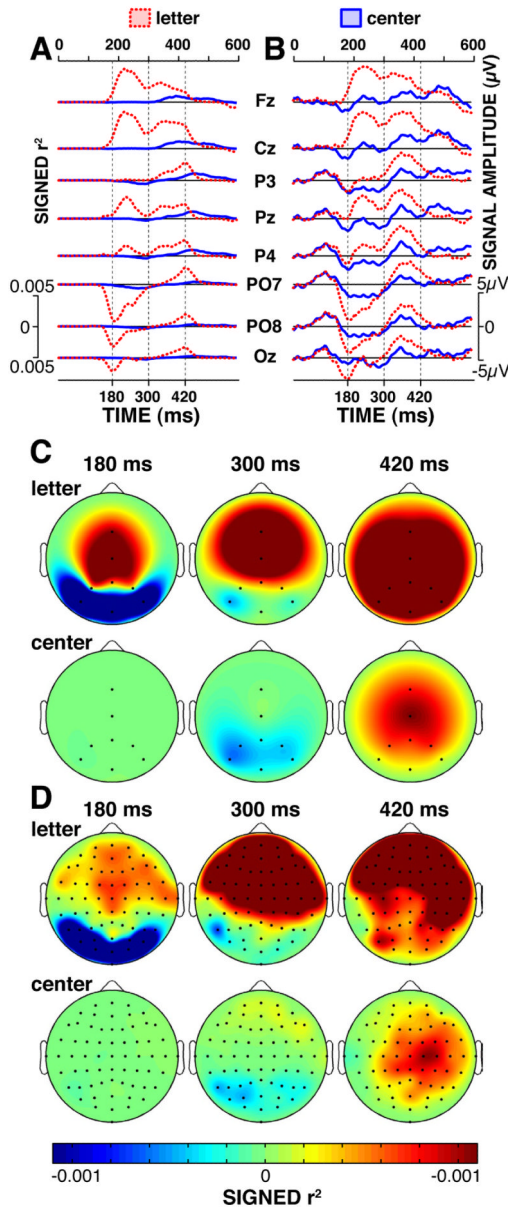 letter center
A B
0 200 400 600 0 200 400 600
SIGNED r² SIGNAL AMPLITUDE (µV)
Fz
Cz
P3
Pz
P4
PO7
PO8
Oz
0.005 5µV
0 0
0.005 -5µV
180 300 420 180 300 420
TIME (ms) TIME (ms)
C 180 ms 300 ms 420 ms
letter
center
D 180 ms 300 ms 420 ms
letter
center
-0.001 0 -0.001
SIGNED r²